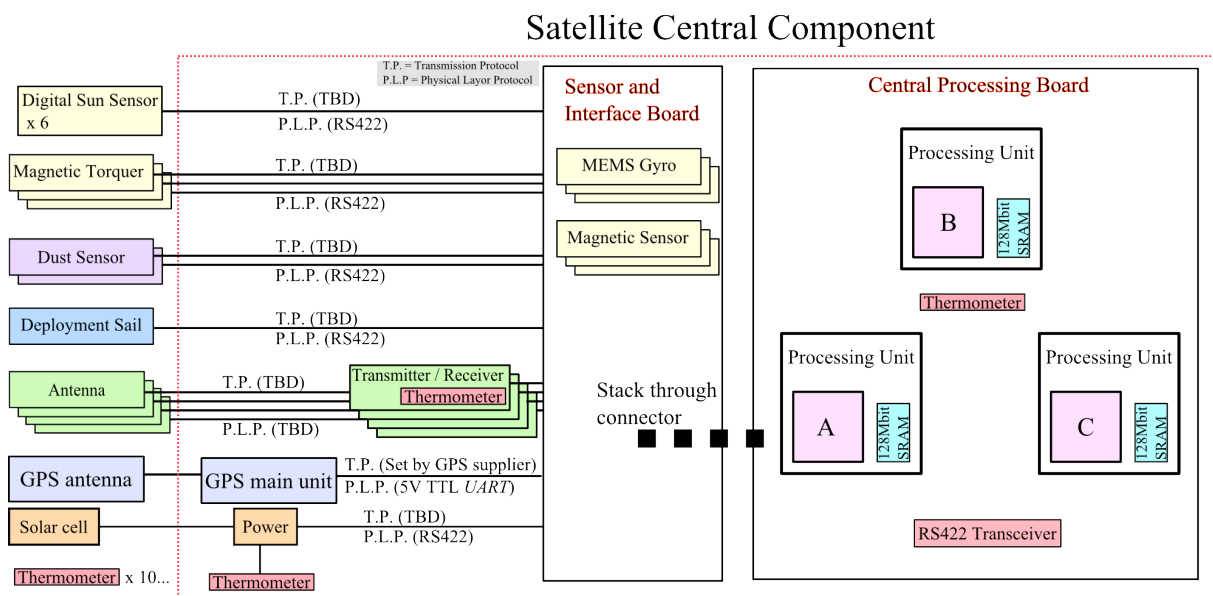 Satellite Central Component
T.P. = Transmission Protocol
P.L.P = Physical Layor Protocol
Digital Sun Sensor
x 6
T.P. (TBD)
P.L.P. (RS422)
Magnetic Torquer
T.P. (TBD)
P.L.P. (RS422)
Dust Sensor
T.P. (TBD)
P.L.P. (RS422)
Deployment Sail
T.P. (TBD)
P.L.P. (RS422)
Antenna
T.P. (TBD)
P.L.P. (TBD)
Transmitter / Receiver
Thermometer
GPS antenna
GPS main unit
T.P. (Set by GPS supplier)
P.L.P. (5V TTL UART)
Solar cell
Power
T.P. (TBD)
P.L.P. (RS422)
Thermometer x 10...
Thermometer
Sensor and
Interface Board
MEMS Gyro
Magnetic Sensor
Stack through
connector
Central Processing Board
Processing Unit
B
128Mbit
SRAM
Thermometer
Processing Unit
A
128Mbit
SRAM
Processing Unit
C
128Mbit
SRAM
RS422 Transceiver